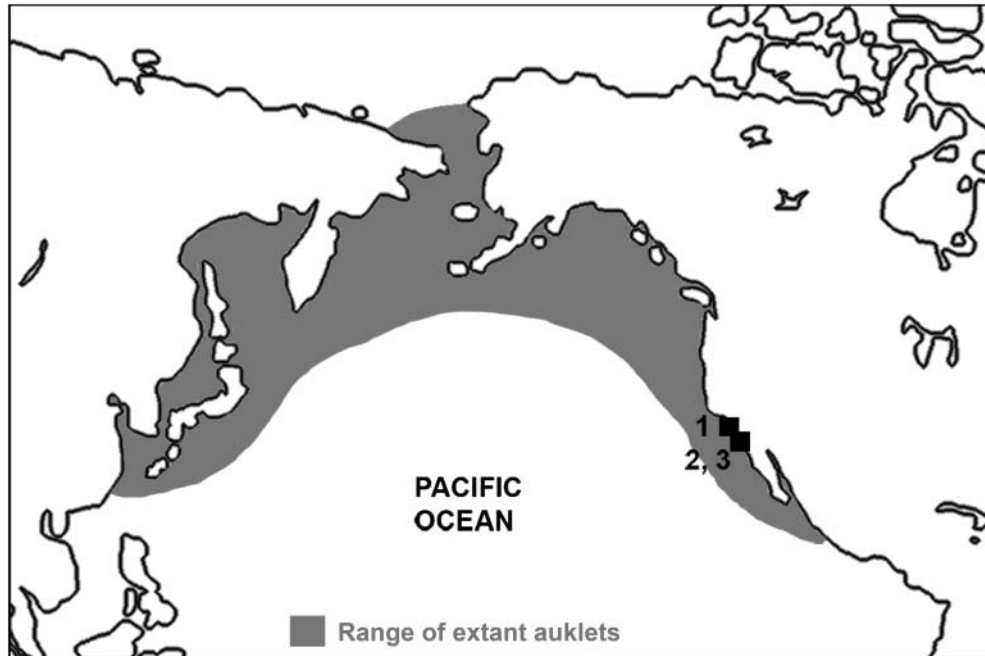 1
2, 3
PACIFIC
OCEAN
Range of extant auklets